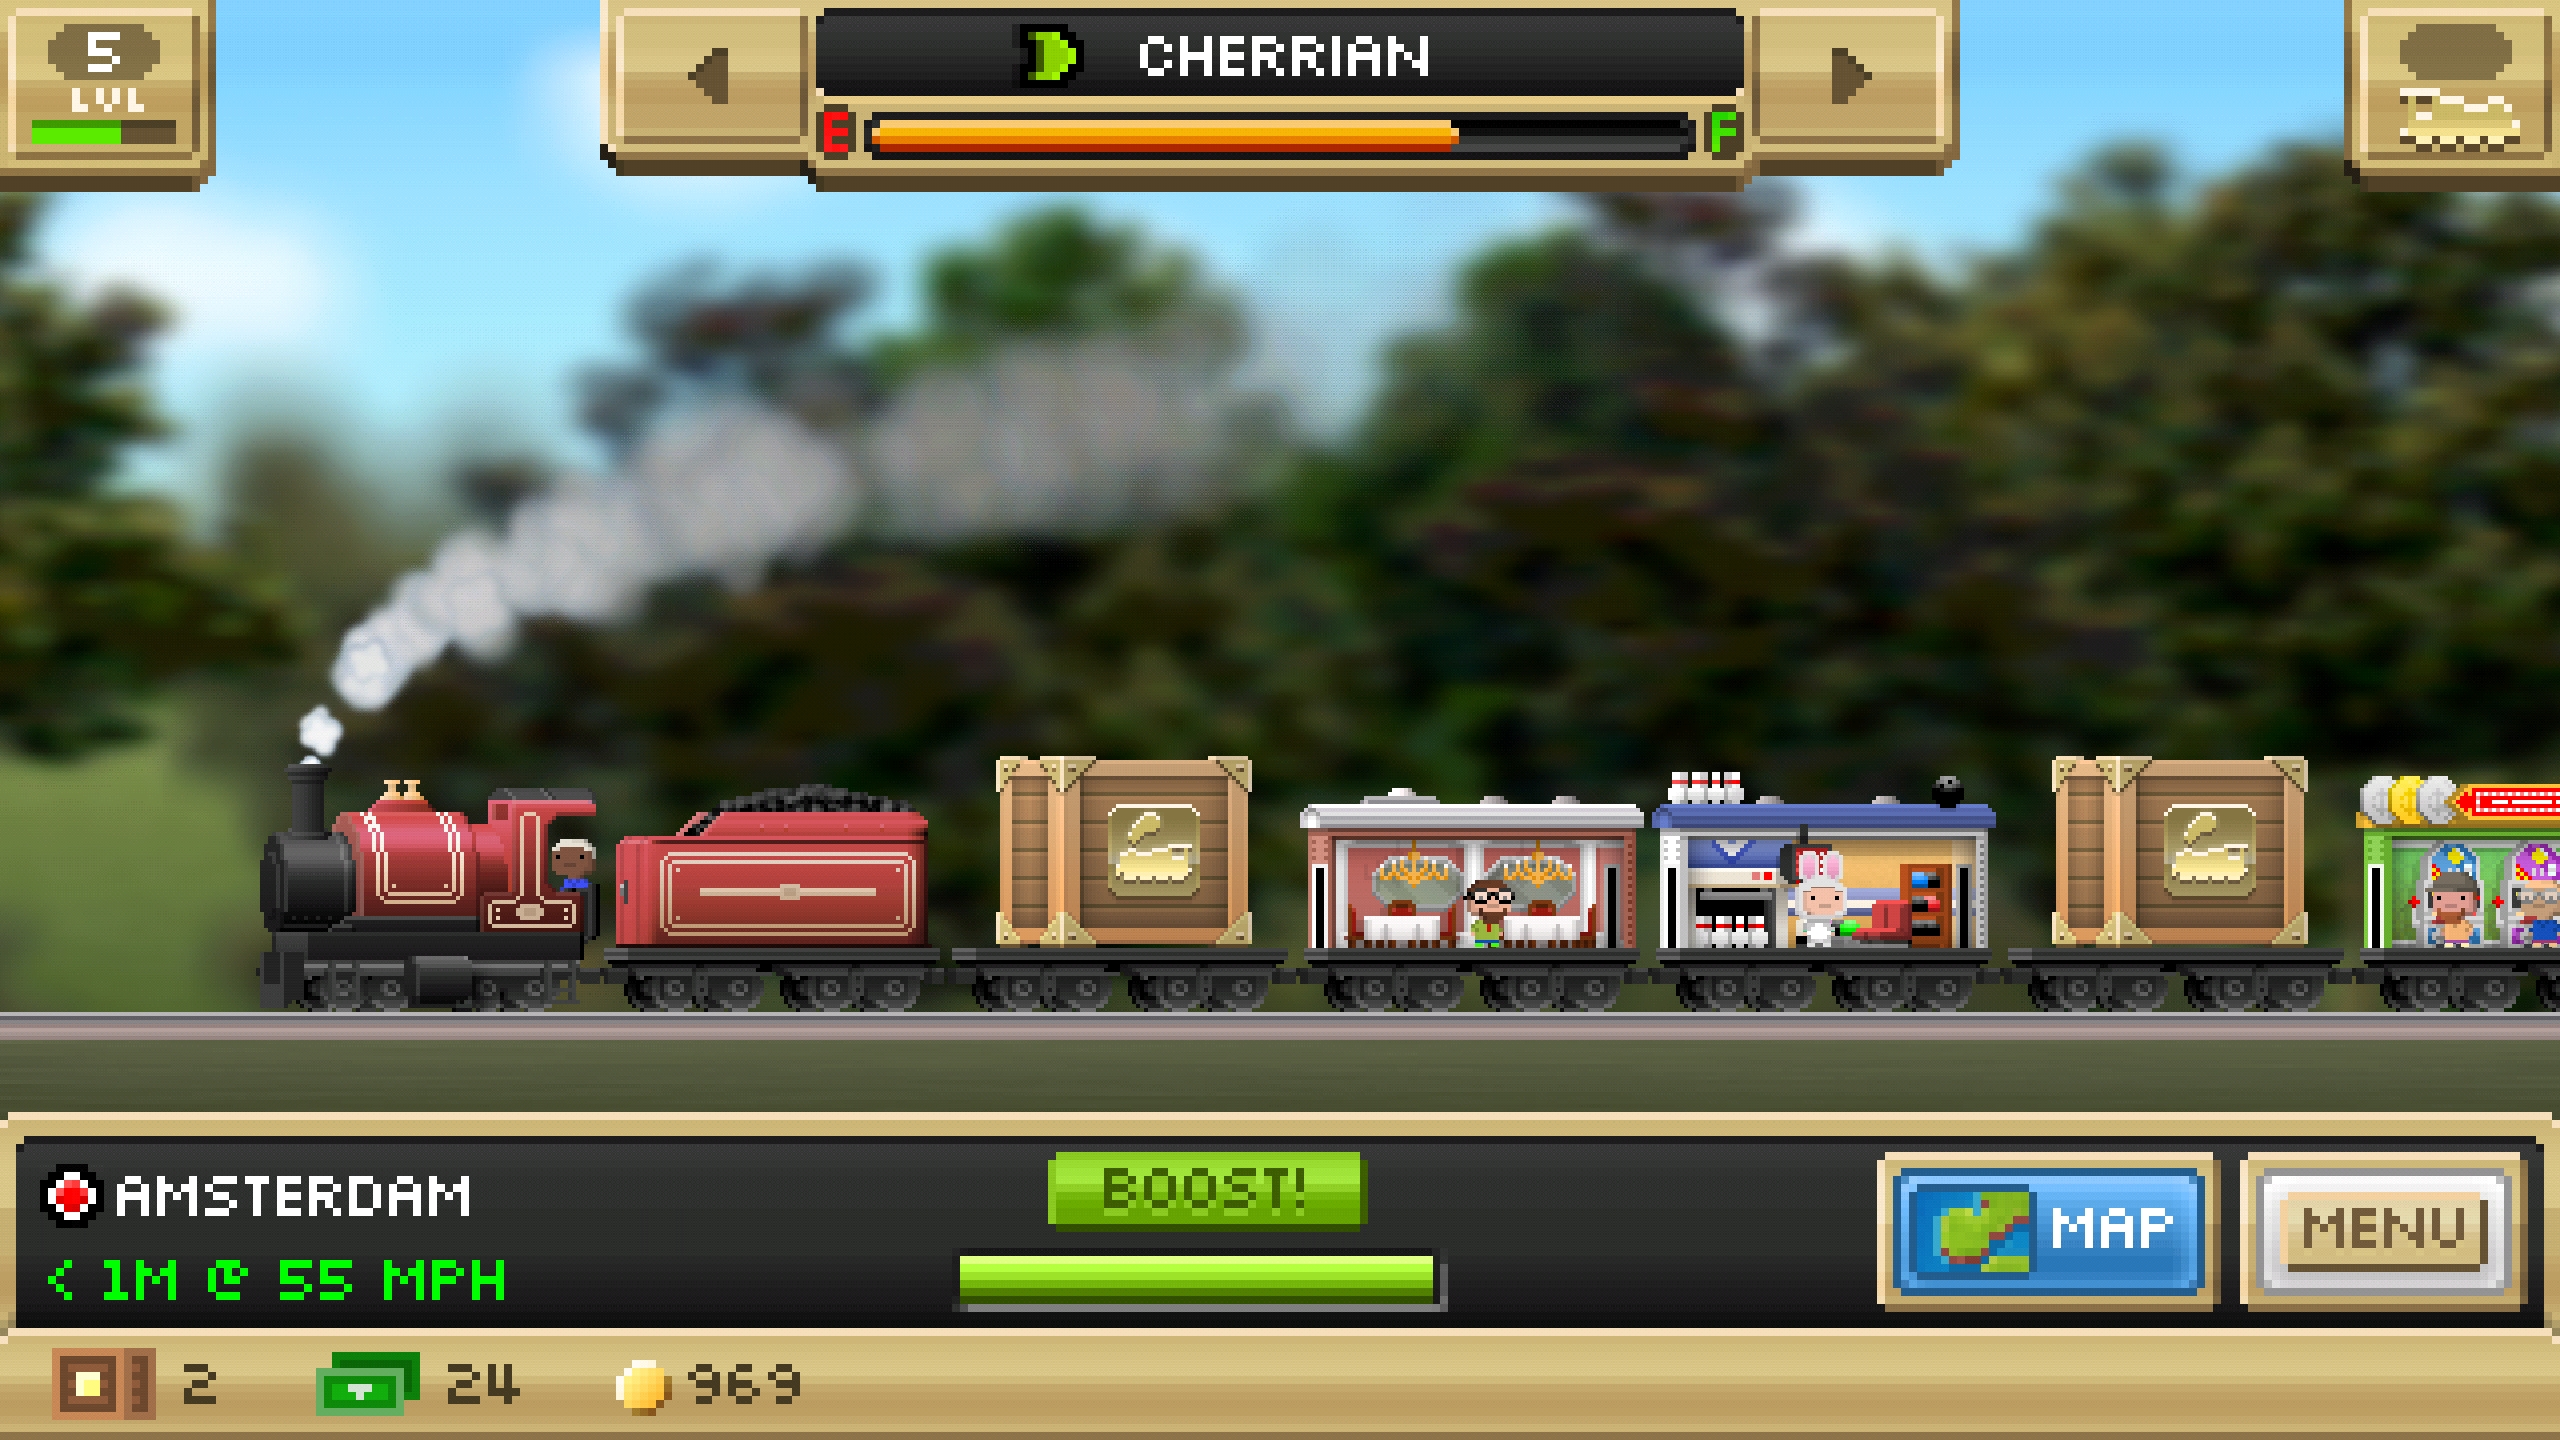 5
LVL
CHERRIAN
E F
AMSTERDAM
< 1M @ 55 MPH
BOOST!
MAP
MENU
2 24 969